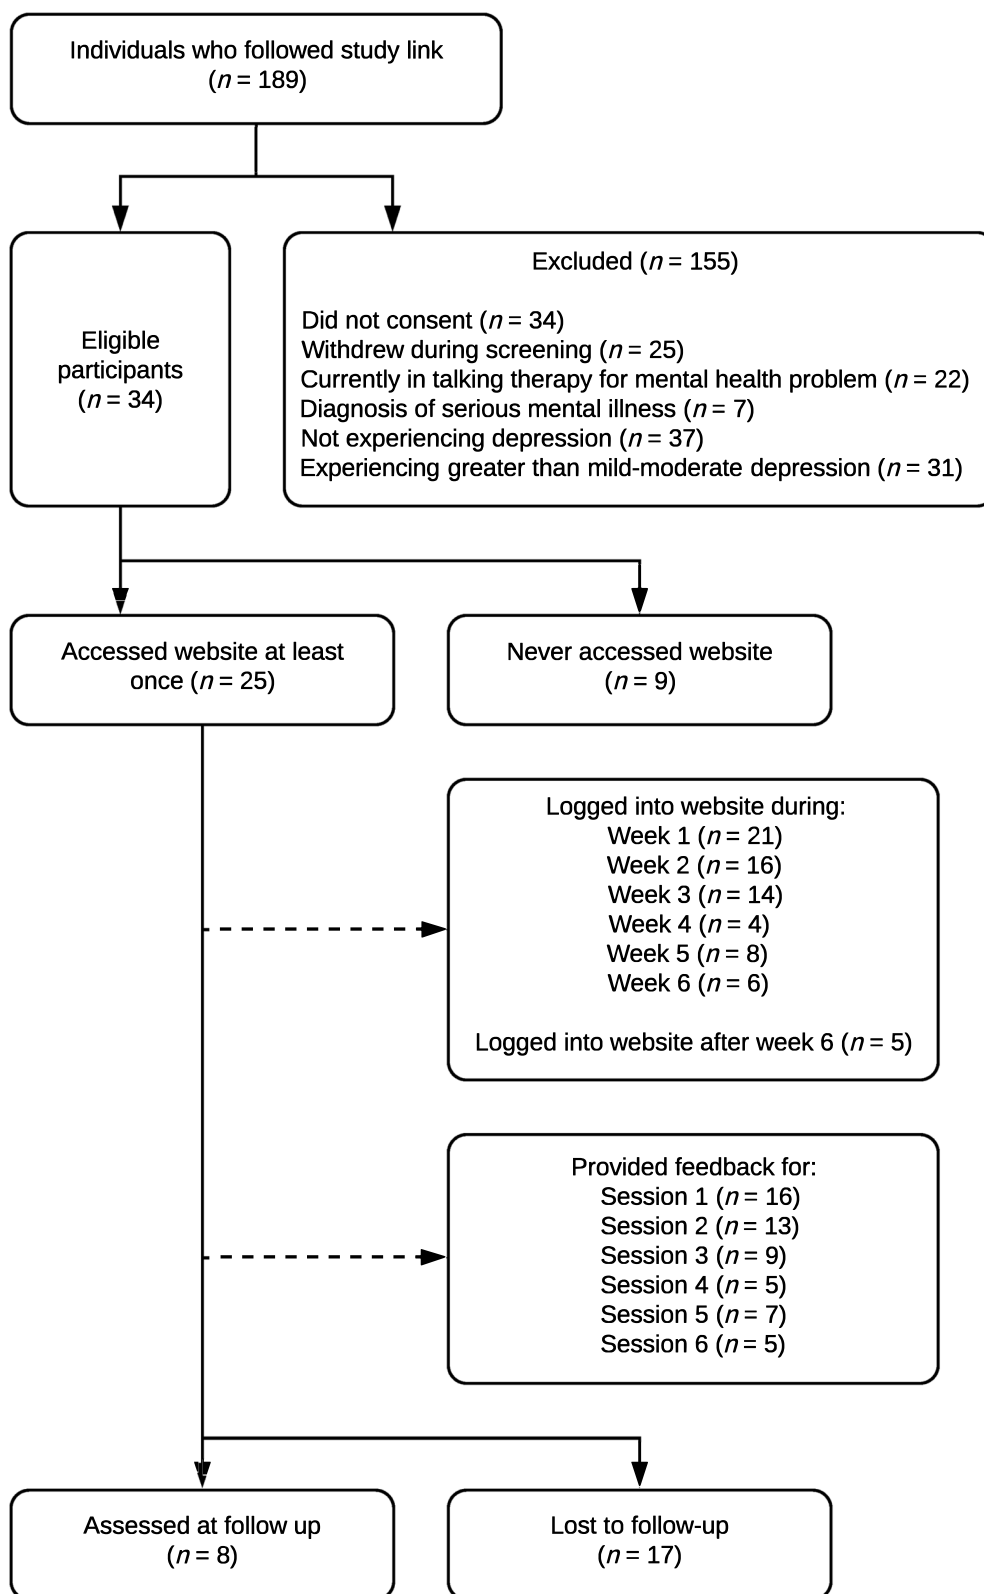 Individuals who followed study link
(n = 189)
Eligible
participants
(n = 34)
Excluded (n = 155)
Did not consent (n = 34)
Withdrew during screening (n = 25)
Currently in talking therapy for mental health problem (n = 22)
Diagnosis of serious mental illness (n = 7)
Not experiencing depression (n = 37)
Experiencing greater than mild-moderate depression (n = 31)
Accessed website at least
once (n = 25)
Never accessed website
(n = 9)
Logged into website during:
Week 1 (n = 21)
Week 2 (n = 16)
Week 3 (n = 14)
Week 4 (n = 4)
Week 5 (n = 8)
Week 6 (n = 6)
Logged into website after week 6 (n = 5)
Provided feedback for:
Session 1 (n = 16)
Session 2 (n = 13)
Session 3 (n = 9)
Session 4 (n = 5)
Session 5 (n = 7)
Session 6 (n = 5)
Assessed at follow up
(n = 8)
Lost to follow-up
(n = 17)